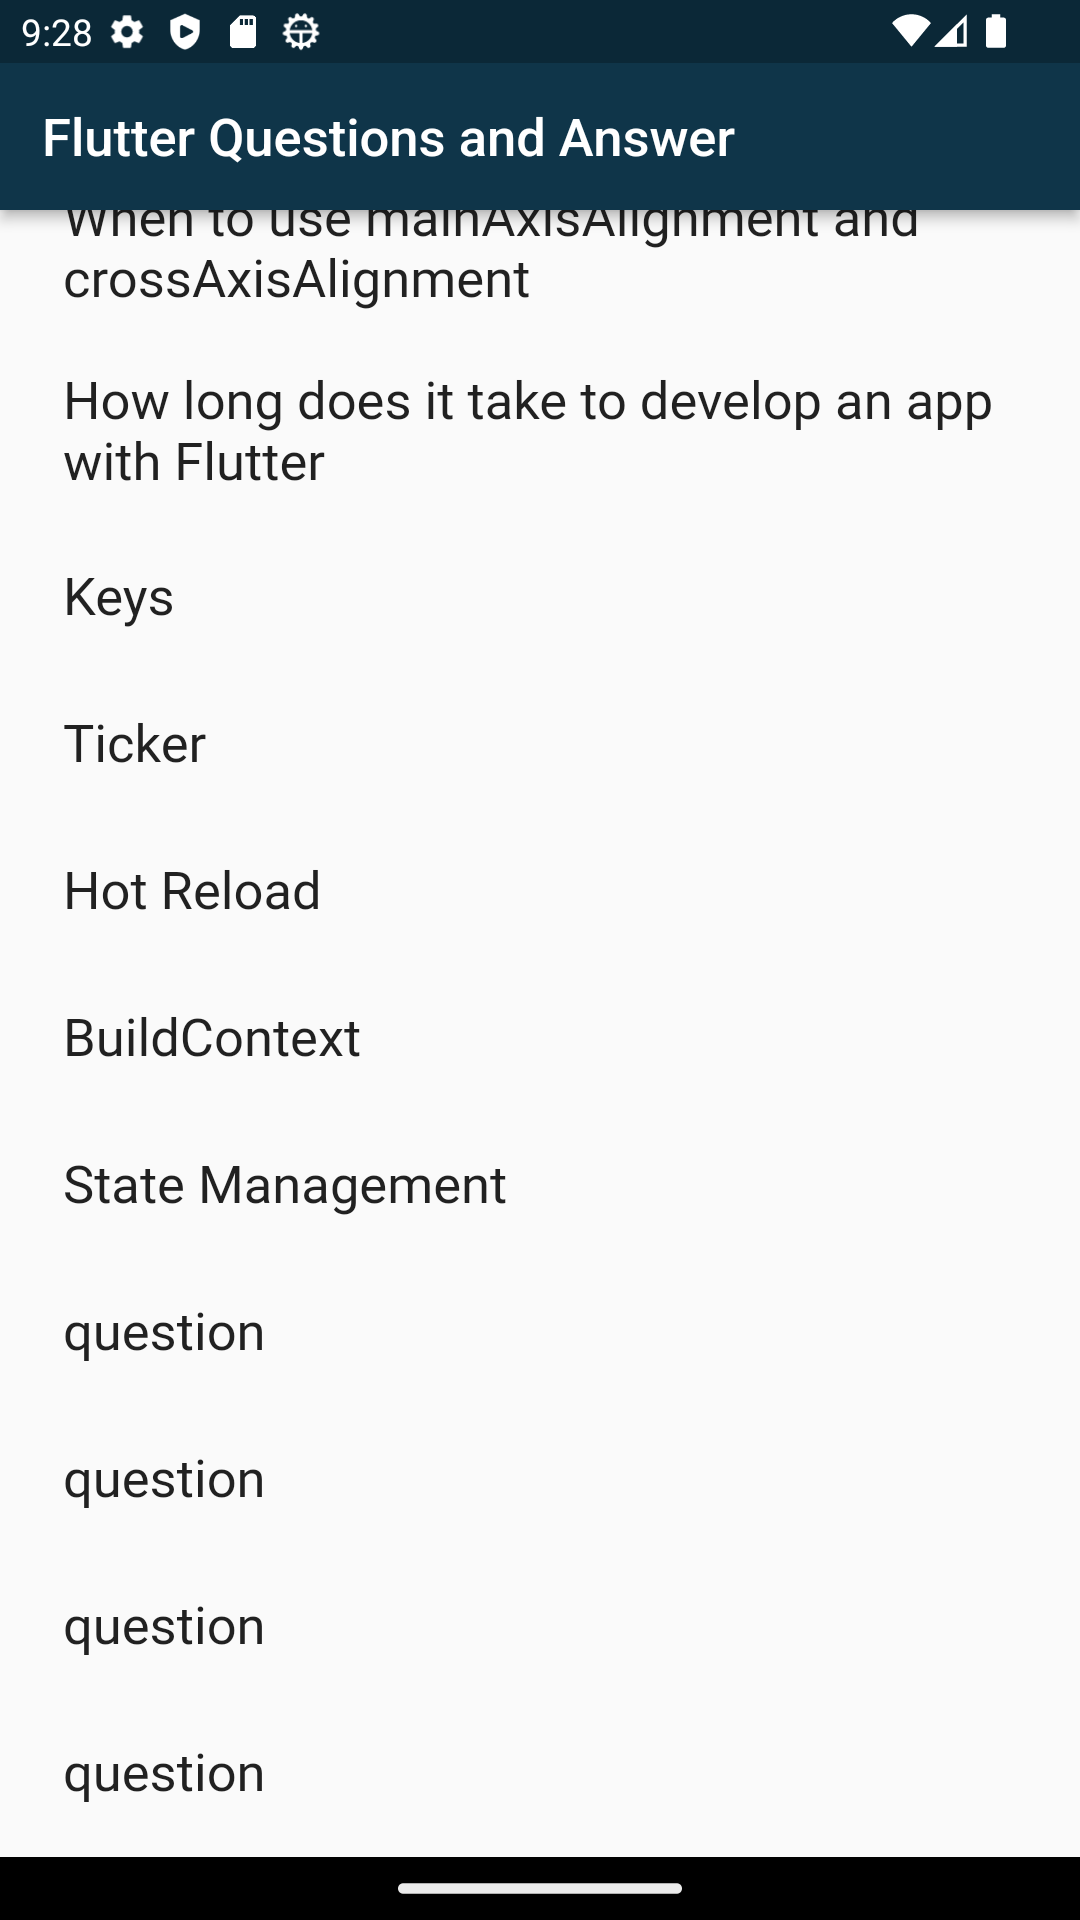 9:28
Flutter Questions and Answer
When to use mainAxisAlignment and
crossAxisAlignment
How long does it take to develop an app
with Flutter
Keys
Ticker
Hot Reload
BuildContext
State Management
question
question
question
question